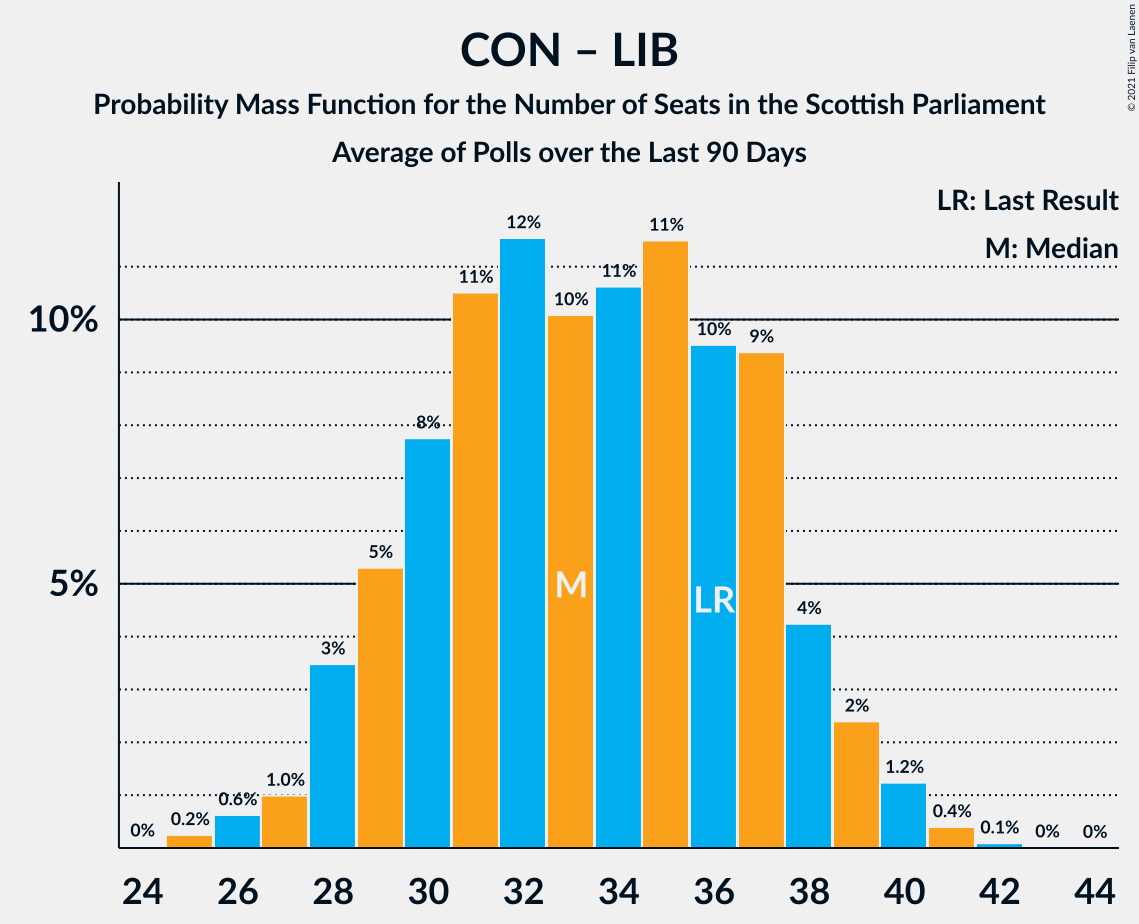 CON – LIB
Probability Mass Function for the Number of Seats in the Scottish Parliament
Average of Polls over the Last 90 Days
© 2021 Filip van Laenen
LR: Last Result
M: Median
10%
5%
0%
0.2%
0.6%
1.0%
3%
5%
8%
11%
12%
10%
11%
11%
10%
9%
4%
2%
1.2%
0.4%
0.1%
0%
0%
M
LR
24 26 28 30 32 34 36 38 40 42 44